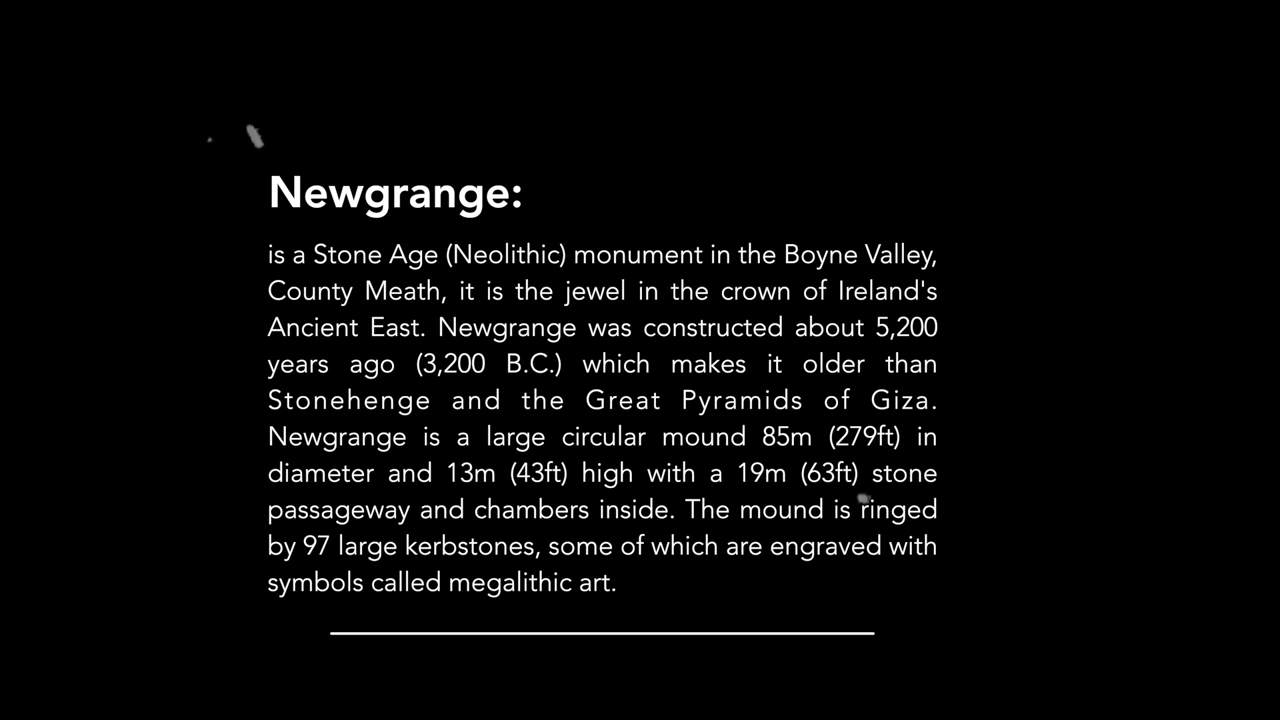 Newgrange:
is a Stone Age (Neolithic) monument in the Boyne Valley,
County Meath, it is the jewel in the crown of Ireland's
Ancient East. Newgrange was constructed about 5,200
years ago (3,200 B.C.) which makes it older than
Stonehenge and the Great Pyramids of Giza.
Newgrange is a large circular mound 85m (279ft) in
diameter and 13m (43ft) high with a 19m (63ft) stone
passageway and chambers inside. The mound is ringed
by 97 large kerbstones, some of which are engraved with
symbols called megalithic art.